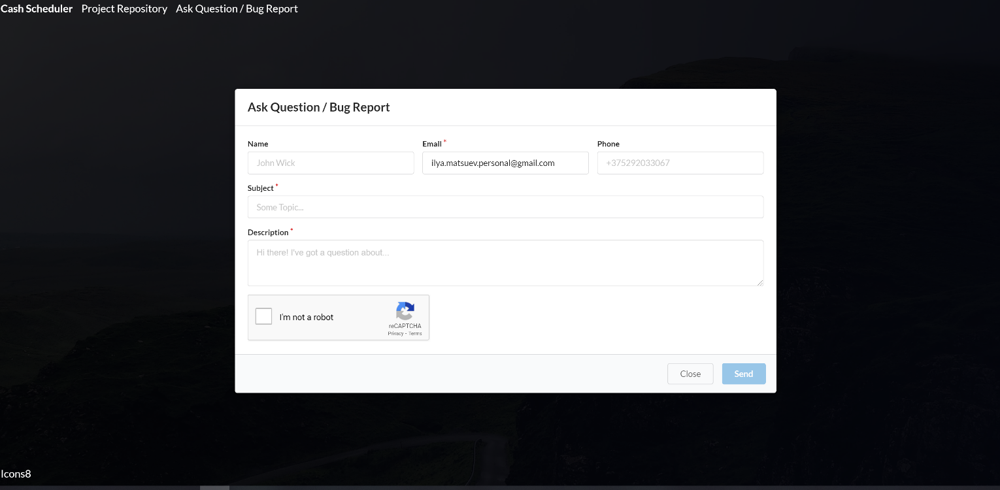 Cash Scheduler Project Repository Ask Question / Bug Report
Ask Question / Bug Report
Name Email * Phone
John Wick ilya.matsuev.personal@gmail.com +375292033067
Subject *
Some Topic...
Description *
Hi there! I've got a question about...
I'm not a robot
reCAPTCHA
Privacy - Terms
Close Send
Icons8